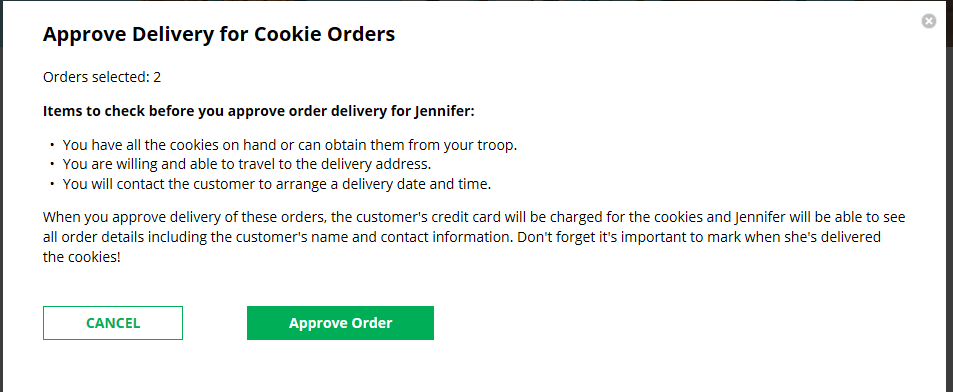 Approve Delivery for Cookie Orders
Orders selected: 2
Items to check before you approve order delivery for Jennifer:
• You have all the cookies on hand or can obtain them from your troop.
• You are willing and able to travel to the delivery address.
• You will contact the customer to arrange a delivery date and time.
When you approve delivery of these orders, the customer's credit card will be charged for the cookies and Jennifer will be able to see
all order details including the customer's name and contact information. Don't forget it's important to mark when she's delivered
the cookies!
CANCEL
Approve Order